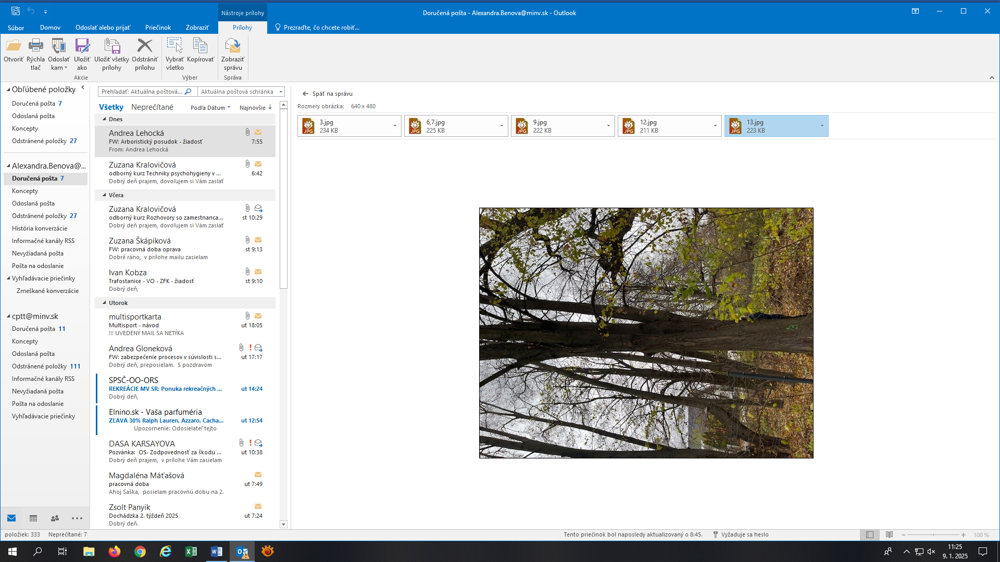 Nástroje prílohy
Doručená pošta - Alexandra.Benova@minv.sk - Outlook
Súbor
Domov
Odoslať alebo prijať
Priečinok
Zobraziť
Prílohy
Prezraďte, čo chcete robiť...
Otvoriť
Rýchla tlač
Odoslať kam
Uložiť ako
Uložiť všetky prílohy
Odstrániť prílohu
Vybrať všetko
Kopírovať
Zobraziť správu
Akcie
Výber
Správa
Obľúbené položky
Doručená pošta 7
Odoslaná pošta
Koncepty
Odstránené položky 27
Alexandra.Benova@...
Doručená pošta 7
Koncepty
Odoslaná pošta
Odstránené položky 27
História konverzácie
Informačné kanály RSS
Nevyžiadaná pošta
Pošta na odoslanie
Vyhľadávacie priečinky
Zmeškané konverzácie
cptt@minv.sk
Doručená pošta 11
Koncepty
Odoslaná pošta
Odstránené položky 111
Informačné kanály RSS
Nevyžiadaná pošta
Pošta na odoslanie
Vyhľadávacie priečinky
Prehľadať: Aktuálna poštová...
Aktuálna poštová schránka
Všetky
Neprečítané
Podľa Dátum
Najnovšie
Dnes
Andrea Lehocká
FW: Arboristický posudok - žiadosť 7:55
From: Andrea Lehocká
Zuzana Kralovičová
odborný kurz Techniky psychohygieny v ... 6:42
Dobrý deň prajem, dovoľujem si Vám zaslať
Včera
Zuzana Kralovičová
odborný kurz Rozhovory so zamestnanca... st 10:29
Dobrý deň prajem, dovoľujem si Vám zaslať
Zuzana Škápiková
FW: pracovná doba oprava st 9:13
Dobré ráno, v prílohe mailu zasielam
Ivan Kobza
Trafostanice - VO - ZFK - žiadosť st 9:10
Dobrý deň,
Utorok
multisportkarta
Multisport - návod ut 18:05
!!! UVEDENÝ MAIL SA NETÝKA
Andrea Gloneková
FW: zabezpečenie procesov v súvislosti s... ut 17:17
Dobrý deň, preposielam. S pozdravom
SPSČ-OO-ORS
REKREÁCIE MV SR: Ponuka rekreačných ... ut 14:24
Dobrý deň,
Elnino.sk - Vaša parfuméria
ZĽAVA 30% Ralph Lauren, Azzaro, Cacha... ut 12:54
Upozornenie: Odosielateľ tejto
DASA KARSAYOVA
Pozvánka: OS- Zodpovednosť za škodu ... ut 10:38
Dobrý deň prajem, v prílohe Vám zasielam
Magdaléna Máťašová
pracovná doba ut 7:49
Ahoj Saška, posielam pracovnú dobu na 2.
Zsolt Panyik
Dochádzka 2. týždeň 2025 ut 7:24
Dobrý deň.
Späť na správu
Rozmery obrázka: 640 x 480
JPG
3.jpg
234 KB
JPG
6,7.jpg
225 KB
JPG
9.jpg
222 KB
JPG
12.jpg
211 KB
JPG
13.jpg
223 KB
položiek: 333 Neprečítané: 7
Tento priečinok bol naposledy aktualizovaný o 8:45.
Vyžaduje sa heslo
100 %
11:25
9. 1. 2025